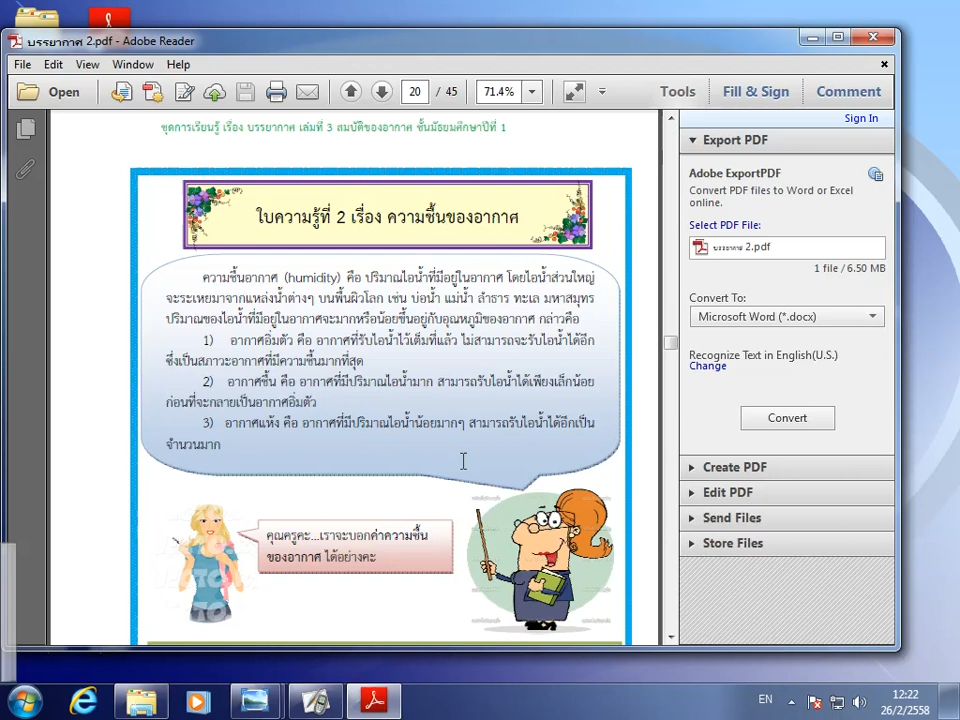 บรรยากาศ 2.pdf - Adobe Reader
File Edit View Window Help
Open 20 / 45 71.4% Tools Fill & Sign Comment
Sign In
ชุดการเรียนรู้ เรื่อง บรรยากาศ เล่มที่ 3 สมบัติของอากาศ ชั้นมัธยมศึกษาปีที่ 1
ใบความรู้ที่ 2 เรื่อง ความชื้นของอากาศ
ความชื้นอากาศ (humidity) คือ ปริมาณไอน้ำที่มีอยู่ในอากาศ โดยไอน้ำส่วนใหญ่
จะระเหยมาจากแหล่งน้ำต่างๆ บนพื้นผิวโลก เช่น บ่อน้ำ แม่น้ำ ลำธาร ทะเล มหาสมุทร
ปริมาณของไอน้ำที่มีอยู่ในอากาศจะมากหรือน้อยขึ้นอยู่กับอุณหภูมิของอากาศ กล่าวคือ
1) อากาศอิ่มตัว คือ อากาศที่รับไอน้ำไว้เต็มที่แล้ว ไม่สามารถจะรับไอน้ำได้อีก
ซึ่งเป็นสภาวะอากาศที่มีความชื้นมากที่สุด
2) อากาศชื้น คือ อากาศที่มีปริมาณไอน้ำมาก สามารถรับไอน้ำได้เพียงเล็กน้อย
ก่อนที่จะกลายเป็นอากาศอิ่มตัว
3) อากาศแห้ง คือ อากาศที่มีปริมาณไอน้ำน้อยมากๆ สามารถรับไอน้ำได้อีกเป็น
จำนวนมาก
คุณครูคะ...เราจะบอกค่าความชื้น
ของอากาศ ได้อย่างคะ
Export PDF
Adobe ExportPDF
Convert PDF files to Word or Excel
online.
Select PDF File:
บรรยากาศ 2.pdf
1 file / 6.50 MB
Convert To:
Microsoft Word (*.docx)
Recognize Text in English(U.S.)
Change
Convert
Create PDF
Edit PDF
Send Files
Store Files
EN
12:22
26/2/2558